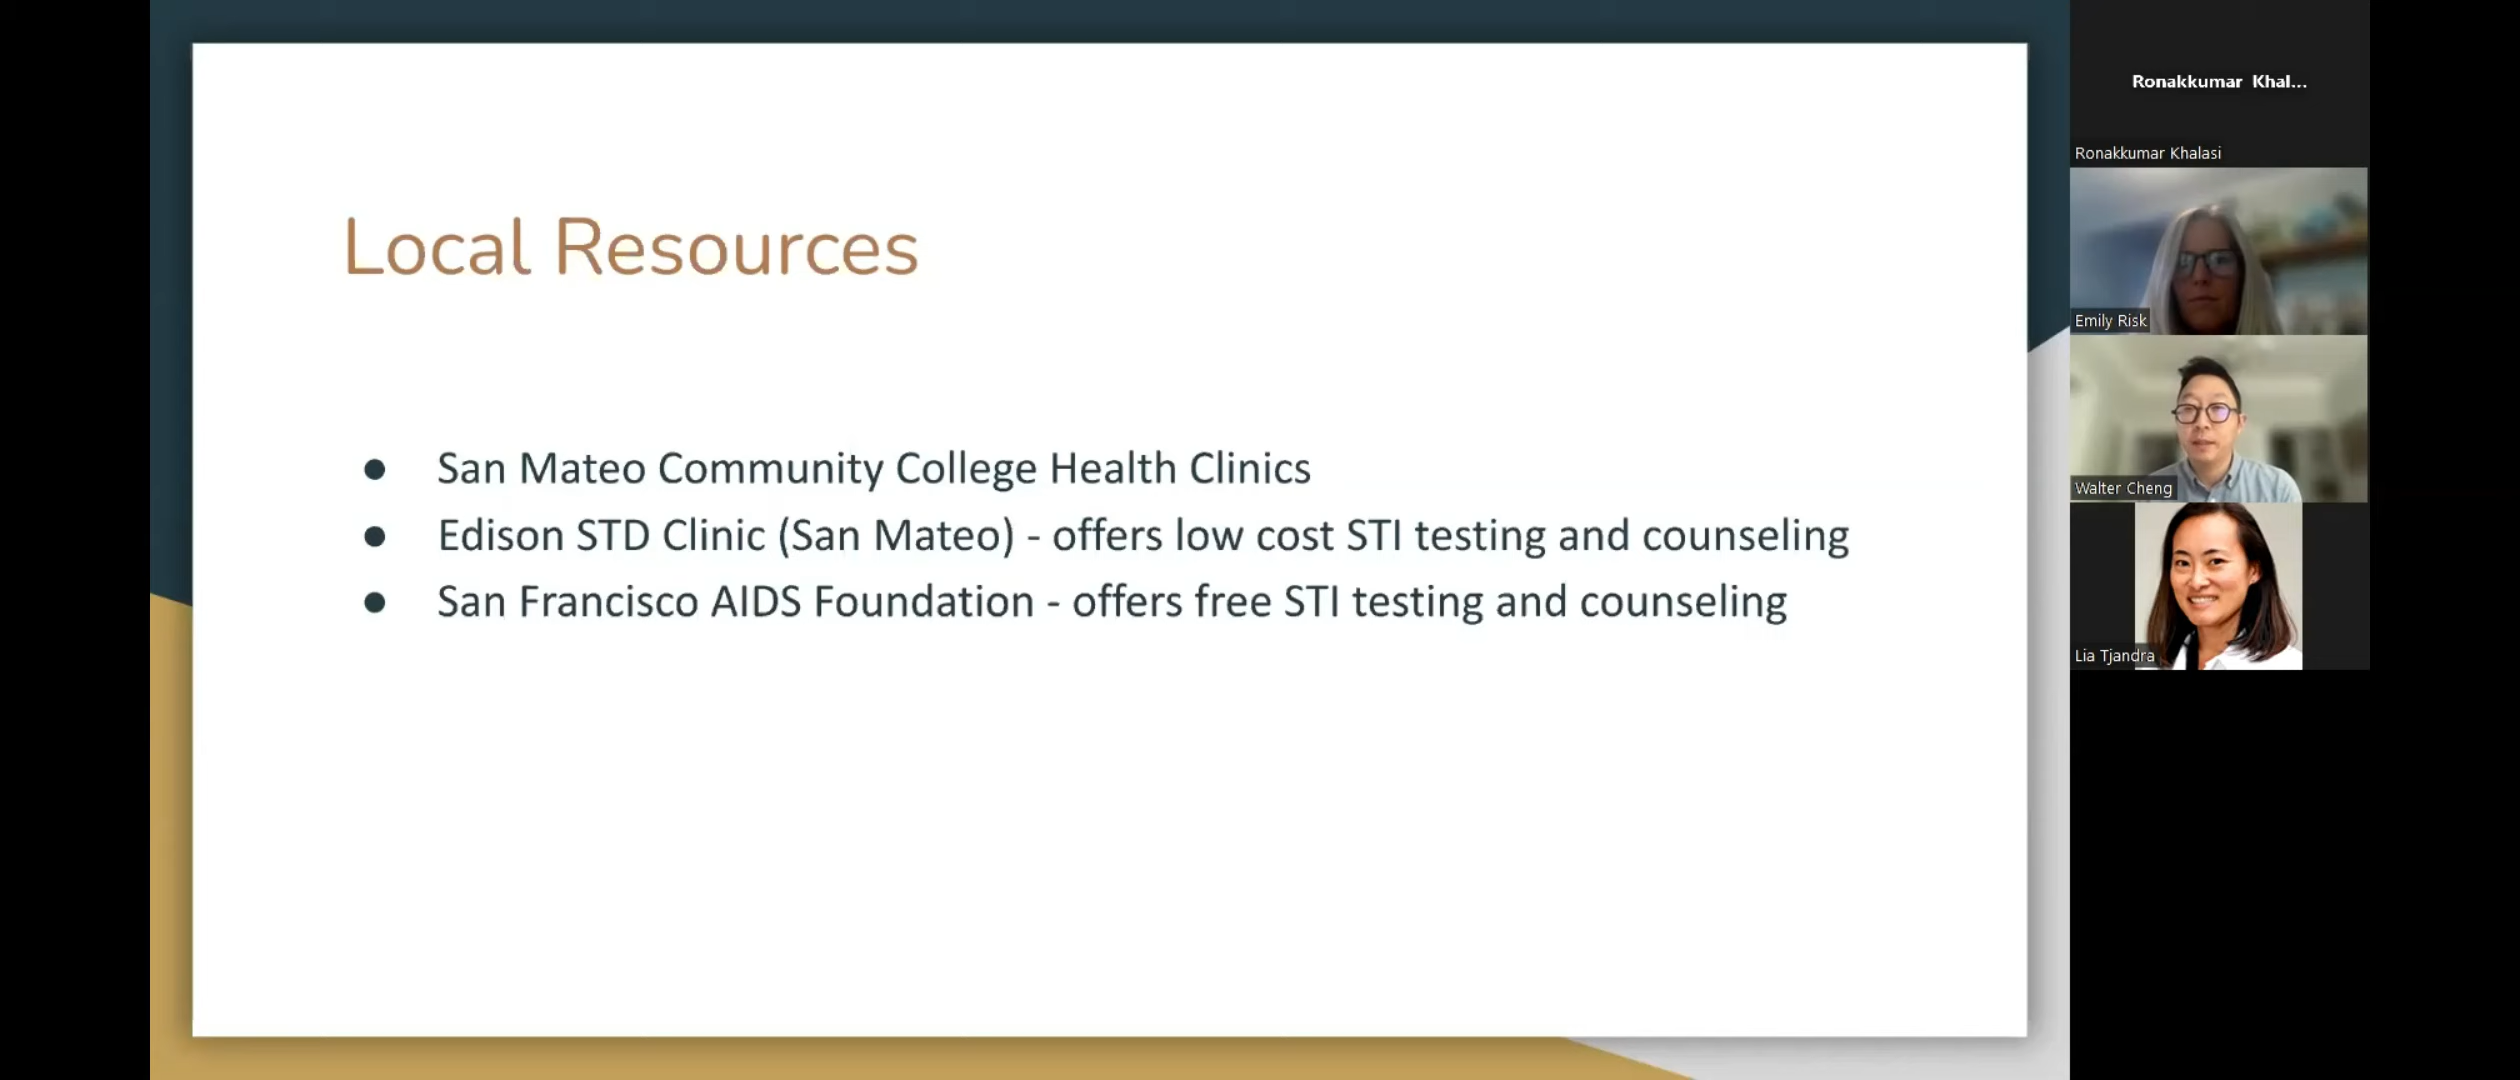 Local Resources
● San Mateo Community College Health Clinics
● Edison STD Clinic (San Mateo) - offers low cost STI testing and counseling
● San Francisco AIDS Foundation - offers free STI testing and counseling
Ronakkumar Khal...
Ronakkumar Khalasi
Emily Risk
Walter Cheng
Lia Tjandra